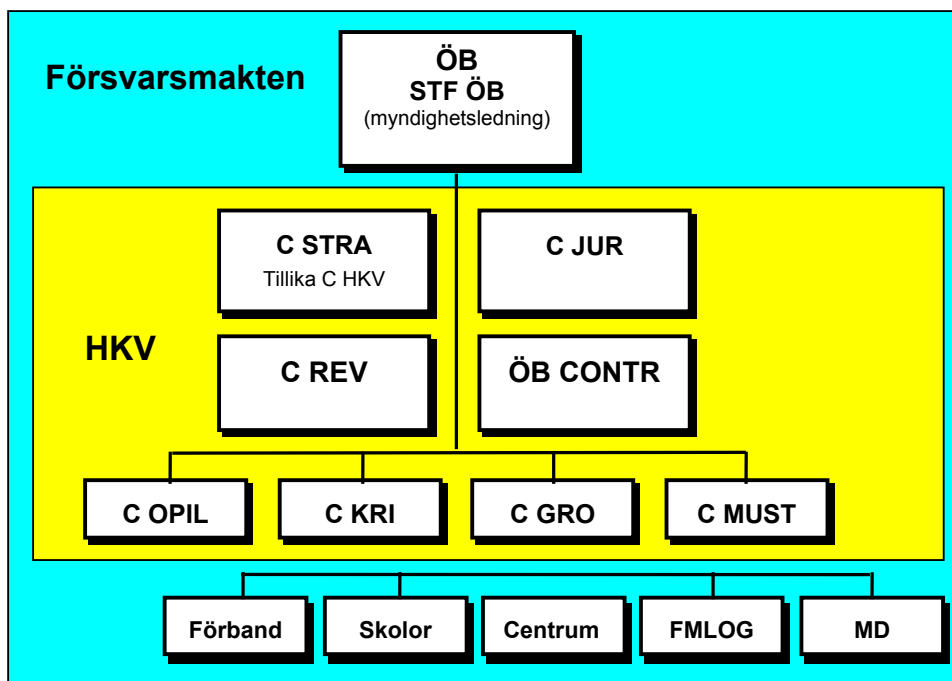 Försvarsmakten
ÖB
STF ÖB
(myndighetsledning)
C STRA
Tillika C HKV
C JUR
HKV
C REV
ÖB CONTR
C OPIL
C KRI
C GRO
C MUST
Förband
Skolor
Centrum
FMLOG
MD